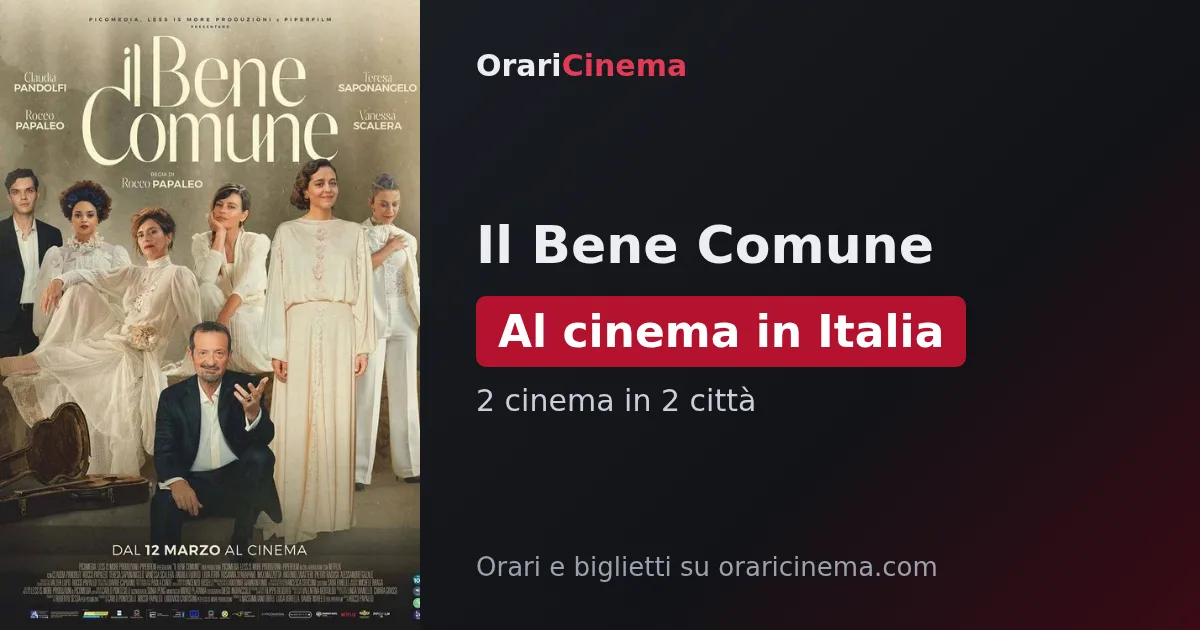 PICOMEDIA, LESS IS MORE PRODUZIONI e PIPERFILM
PRESENTANO
il Bene
Comune
Claudia
PANDOLFI
Rocco
PAPALEO
Teresa
SAPONANGELO
Vanessa
SCALERA
REGIA DI
Rocco PAPALEO
DAL 12 MARZO AL CINEMA
OrariCinema
Il Bene Comune
Al cinema in Italia
2 cinema in 2 città
Orari e biglietti su oraricinema.com